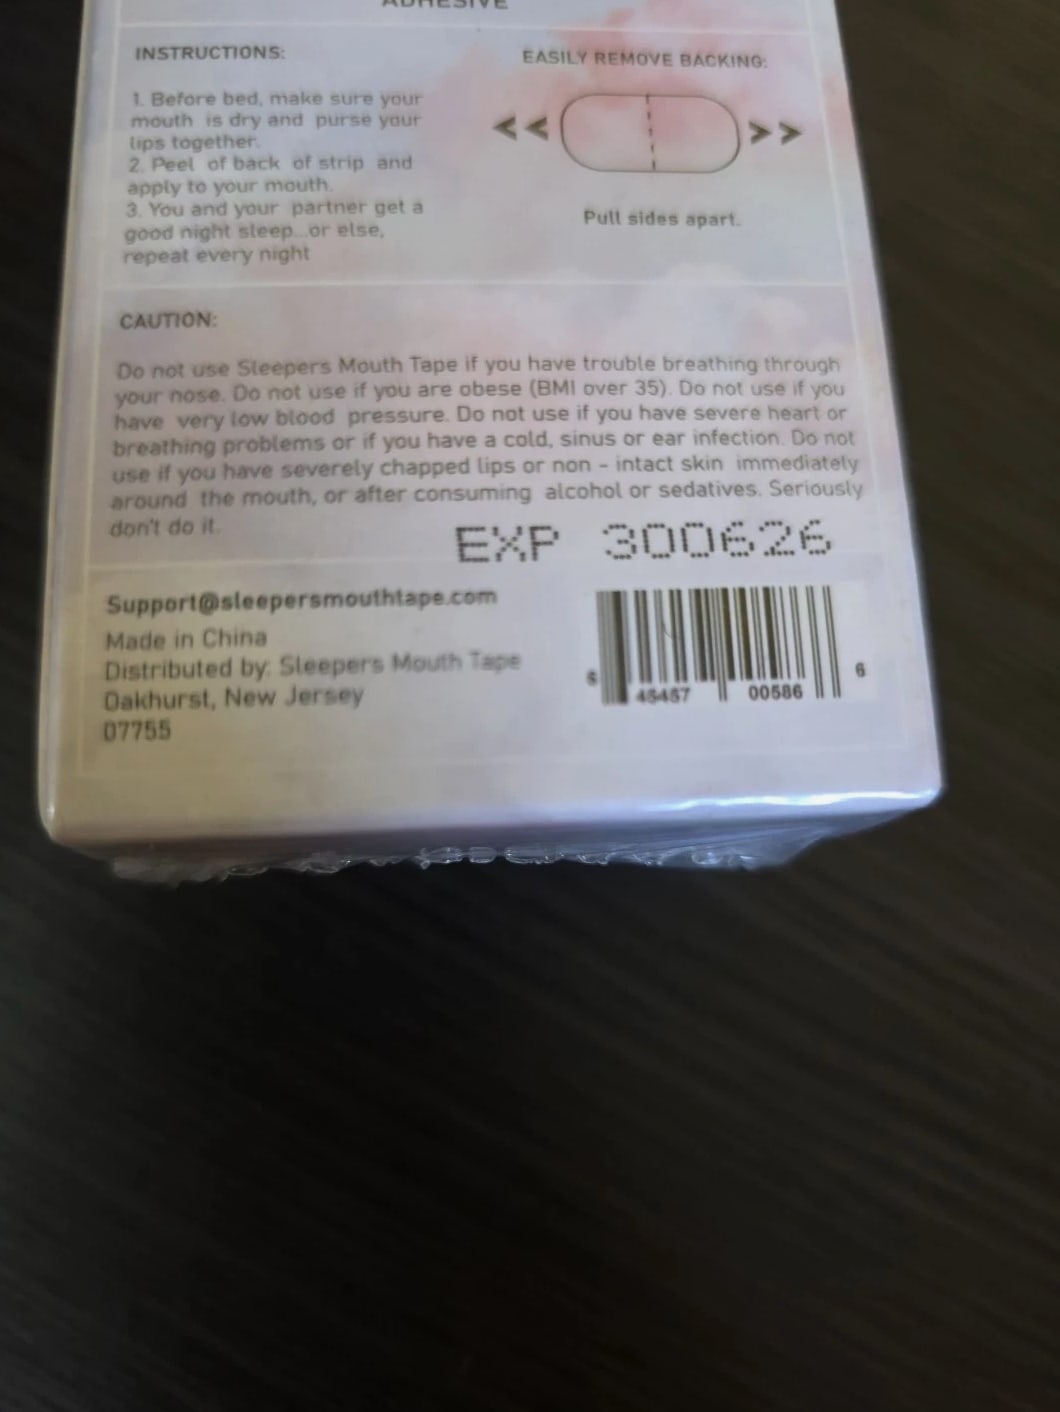 ADHESIVE
INSTRUCTIONS:
1. Before bed, make sure your
mouth is dry and purse your
lips together.
2. Peel of back of strip and
apply to your mouth.
3. You and your partner get a
good night sleep...or else,
repeat every night
EASILY REMOVE BACKING:
<< >>
Pull sides apart.
CAUTION:
Do not use Sleepers Mouth Tape if you have trouble breathing through
your nose. Do not use if you are obese (BMI over 35). Do not use if you
have very low blood pressure. Do not use if you have severe heart or
breathing problems or if you have a cold, sinus or ear infection. Do not
use if you have severely chapped lips or non - intact skin immediately
around the mouth, or after consuming alcohol or sedatives. Seriously
don't do it.
EXP 300626
Support@sleepersmouthtape.com
Made in China
Distributed by: Sleepers Mouth Tape
Oakhurst, New Jersey
07755
45457 00586 6